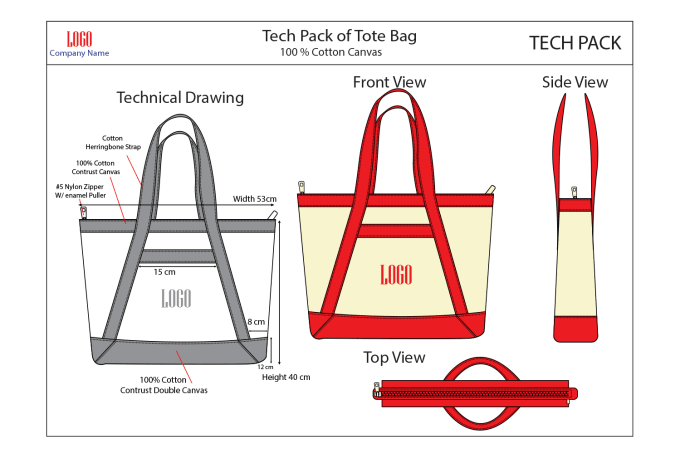 LOGO
Company Name
Tech Pack of Tote Bag
100 % Cotton Canvas
TECH PACK
Technical Drawing
Front View
Side View
Cotton
Herringbone Strap
100% Cotton
Contrust Canvas
#5 Nylon Zipper
W/ enamel Puller
Width 53cm
15 cm
LOGO
LOGO
8 cm
12 cm
Height 40 cm
100% Cotton
Contrust Double Canvas
Top View